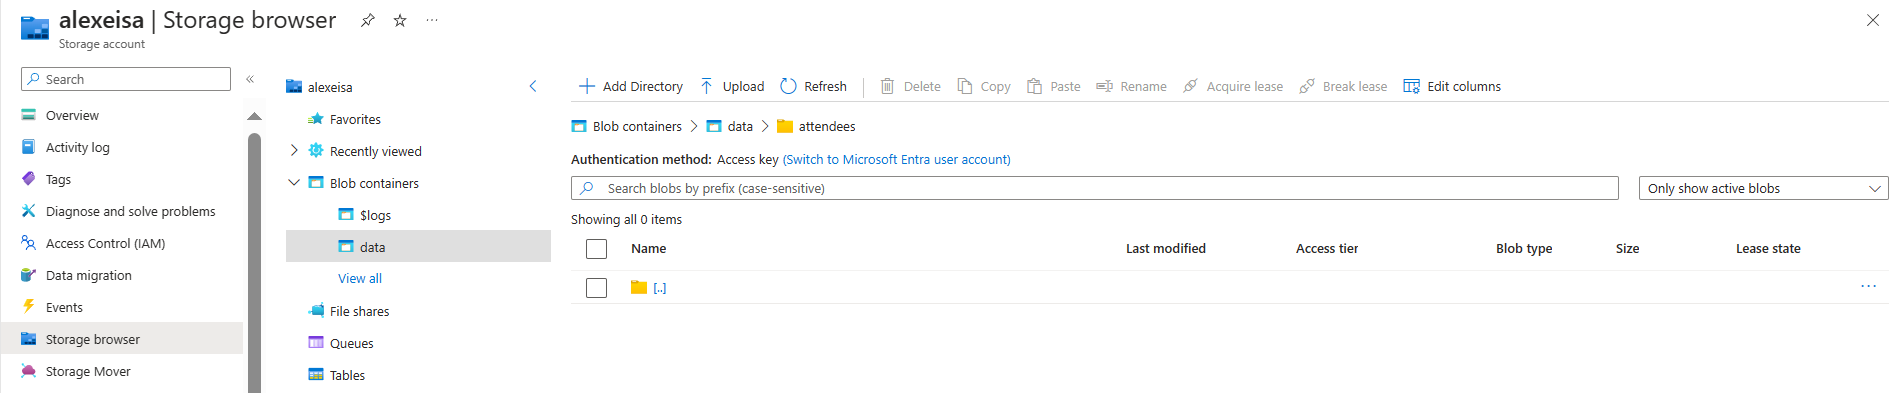 alexeisa | Storage browser
Storage account
Search
Overview
Activity log
Tags
Diagnose and solve problems
Access Control (IAM)
Data migration
Events
Storage browser
Storage Mover
alexeisa
Favorites
Recently viewed
Blob containers
$logs
data
View all
File shares
Queues
Tables
Add Directory Upload Refresh Delete Copy Paste Rename Acquire lease Break lease Edit columns
Blob containers > data > attendees
Authentication method: Access key (Switch to Microsoft Entra user account)
Search blobs by prefix (case-sensitive) Only show active blobs
Showing all 0 items
Name Last modified Access tier Blob type Size Lease state
[..]